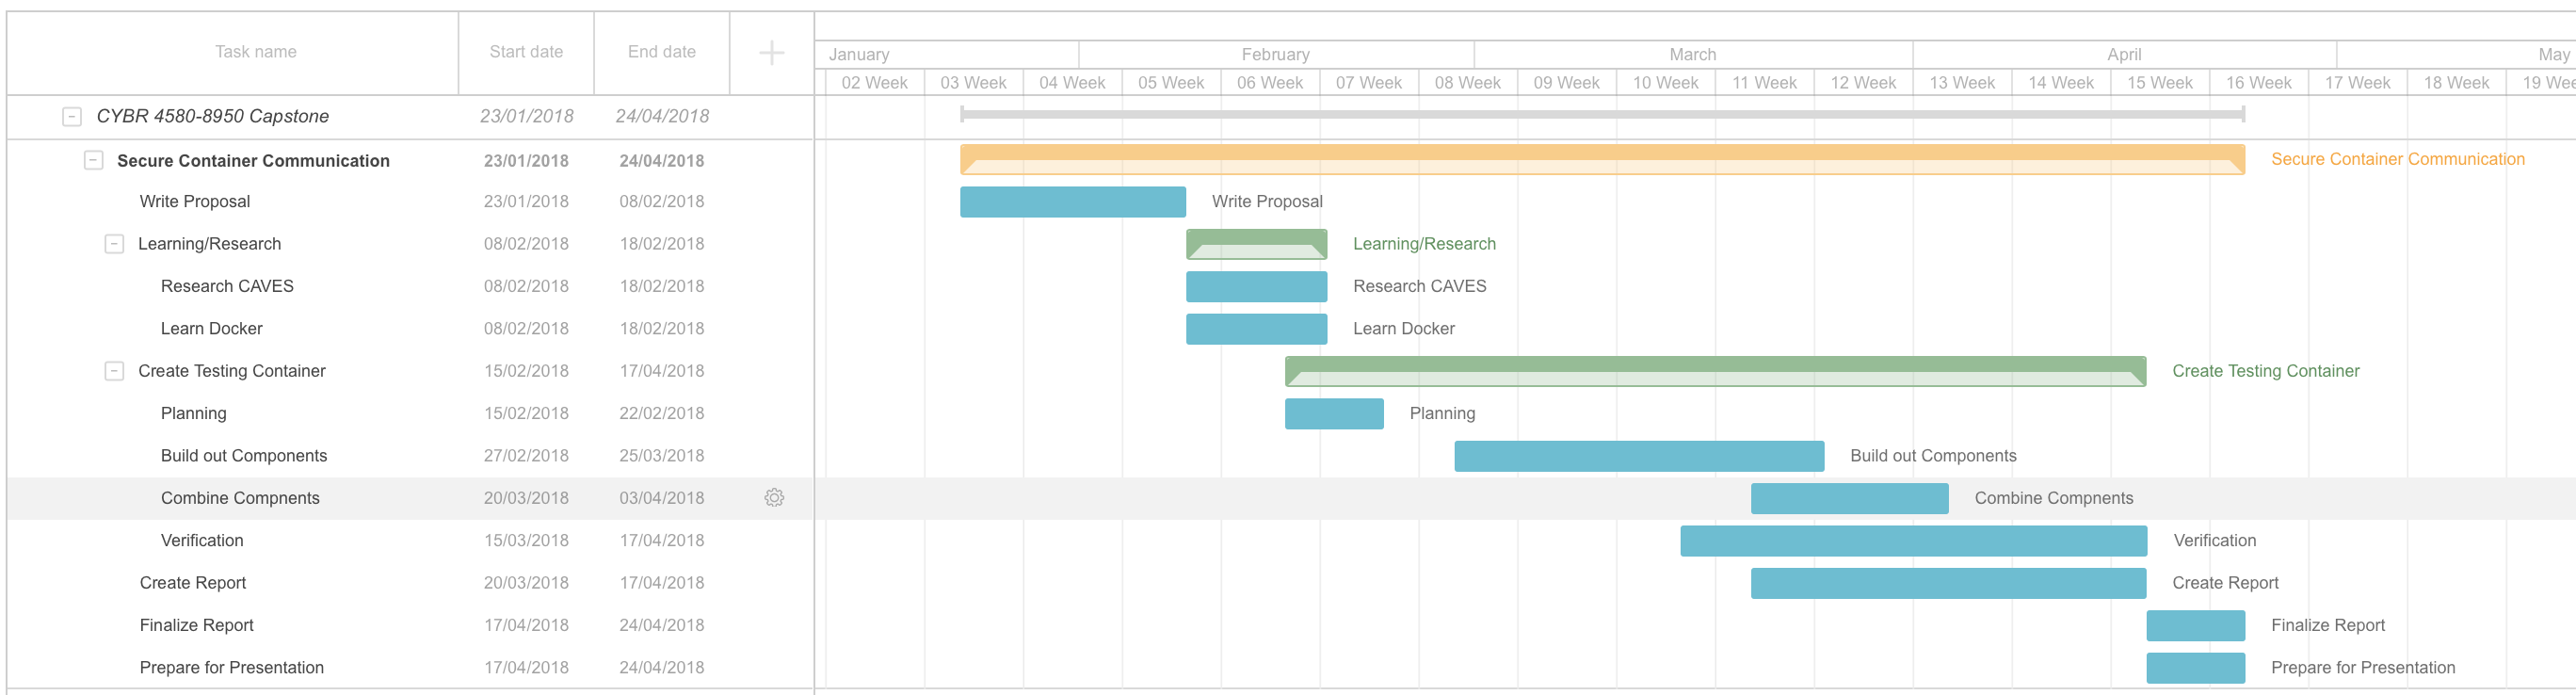 Task name Start date End date
January February March April May
02 Week 03 Week 04 Week 05 Week 06 Week 07 Week 08 Week 09 Week 10 Week 11 Week 12 Week 13 Week 14 Week 15 Week 16 Week 17 Week 18 Week 19 Wee
CYBR 4580-8950 Capstone 23/01/2018 24/04/2018
Secure Container Communication 23/01/2018 24/04/2018 Secure Container Communication
Write Proposal 23/01/2018 08/02/2018 Write Proposal
Learning/Research 08/02/2018 18/02/2018 Learning/Research
Research CAVES 08/02/2018 18/02/2018 Research CAVES
Learn Docker 08/02/2018 18/02/2018 Learn Docker
Create Testing Container 15/02/2018 17/04/2018 Create Testing Container
Planning 15/02/2018 22/02/2018 Planning
Build out Components 27/02/2018 25/03/2018 Build out Components
Combine Compnents 20/03/2018 03/04/2018 Combine Compnents
Verification 15/03/2018 17/04/2018 Verification
Create Report 20/03/2018 17/04/2018 Create Report
Finalize Report 17/04/2018 24/04/2018 Finalize Report
Prepare for Presentation 17/04/2018 24/04/2018 Prepare for Presentation